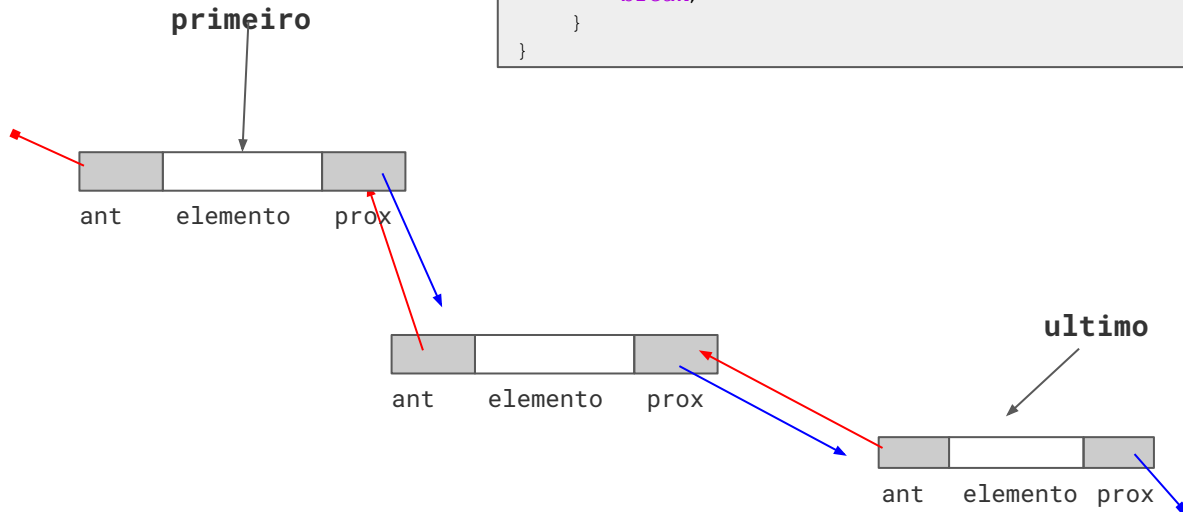 primeiro
}
}
ant elemento prox
ultimo
ant elemento prox
ant elemento prox